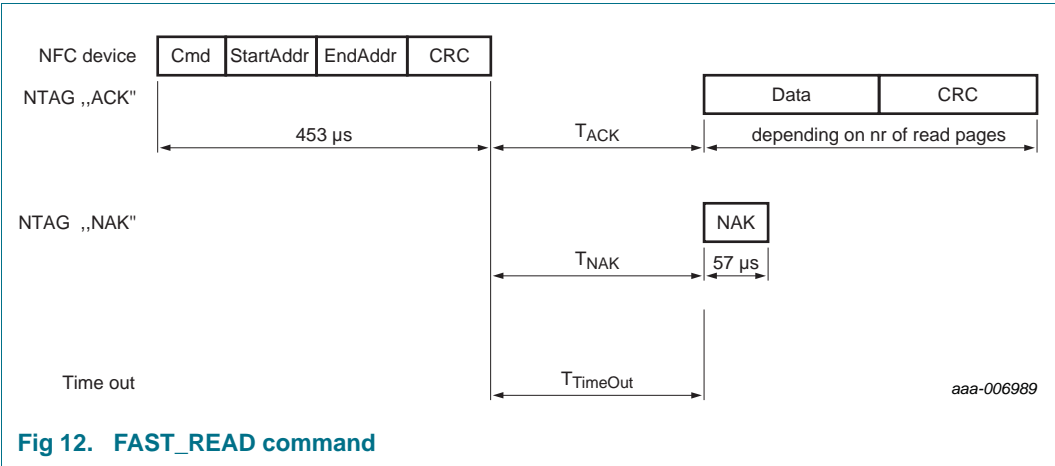 NFC device Cmd StartAddr EndAddr CRC
NTAG ,,ACK" Data CRC
453 µs TACK depending on nr of read pages
NTAG ,,NAK" NAK
TNAK 57 µs
Time out TTimeOut aaa-006989
Fig 12. FAST_READ command